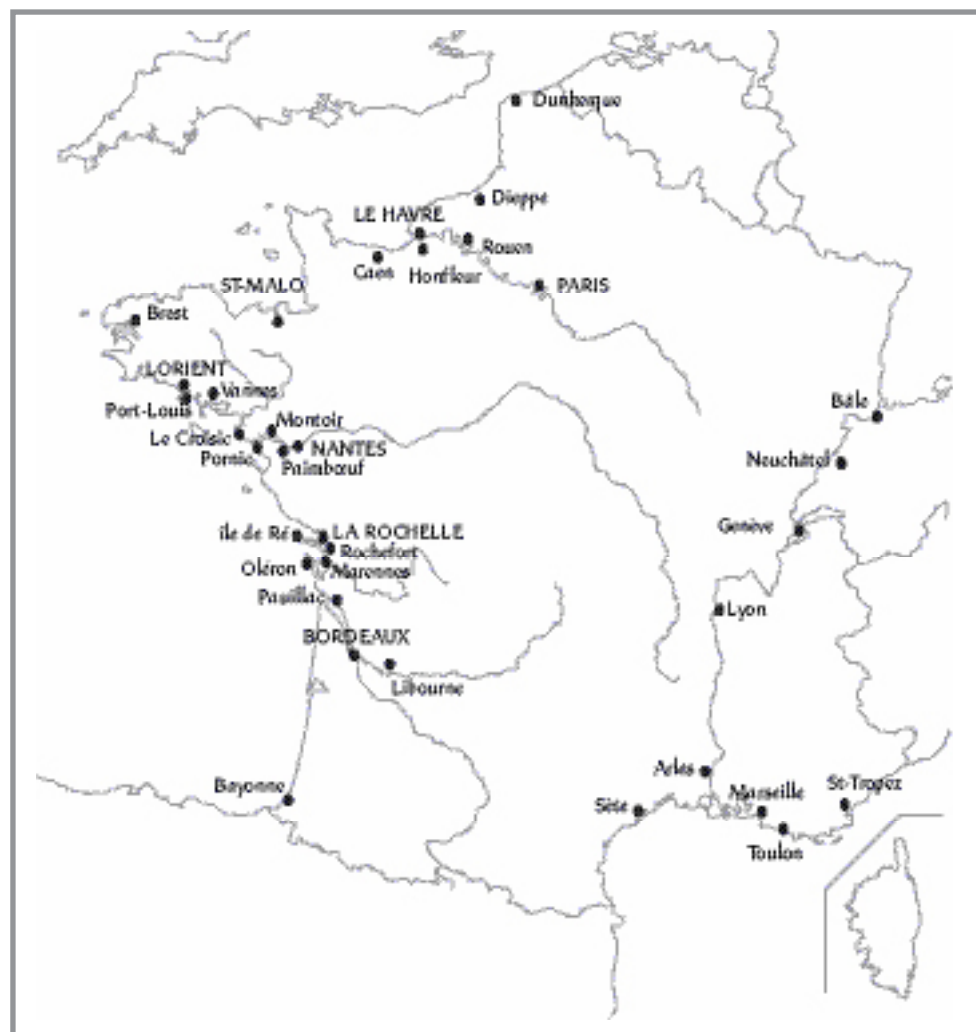 Dunkerque
Dieppe
LE HAVRE
Rouen
Caen
Honfleur
ST-MALO
PARIS
Brest
LORIENT
Vannes
Port-Louis
Bâle
Montoir
Le Croisic
NANTES
Pornic
Paimbœuf
Neuchâtel
Genève
île de Ré
LA ROCHELLE
Rochefort
Oléron
Marennes
Pauillac
Lyon
BORDEAUX
Libourne
Arles
Bayonne
Marseille
St-Tropez
Sète
Toulon